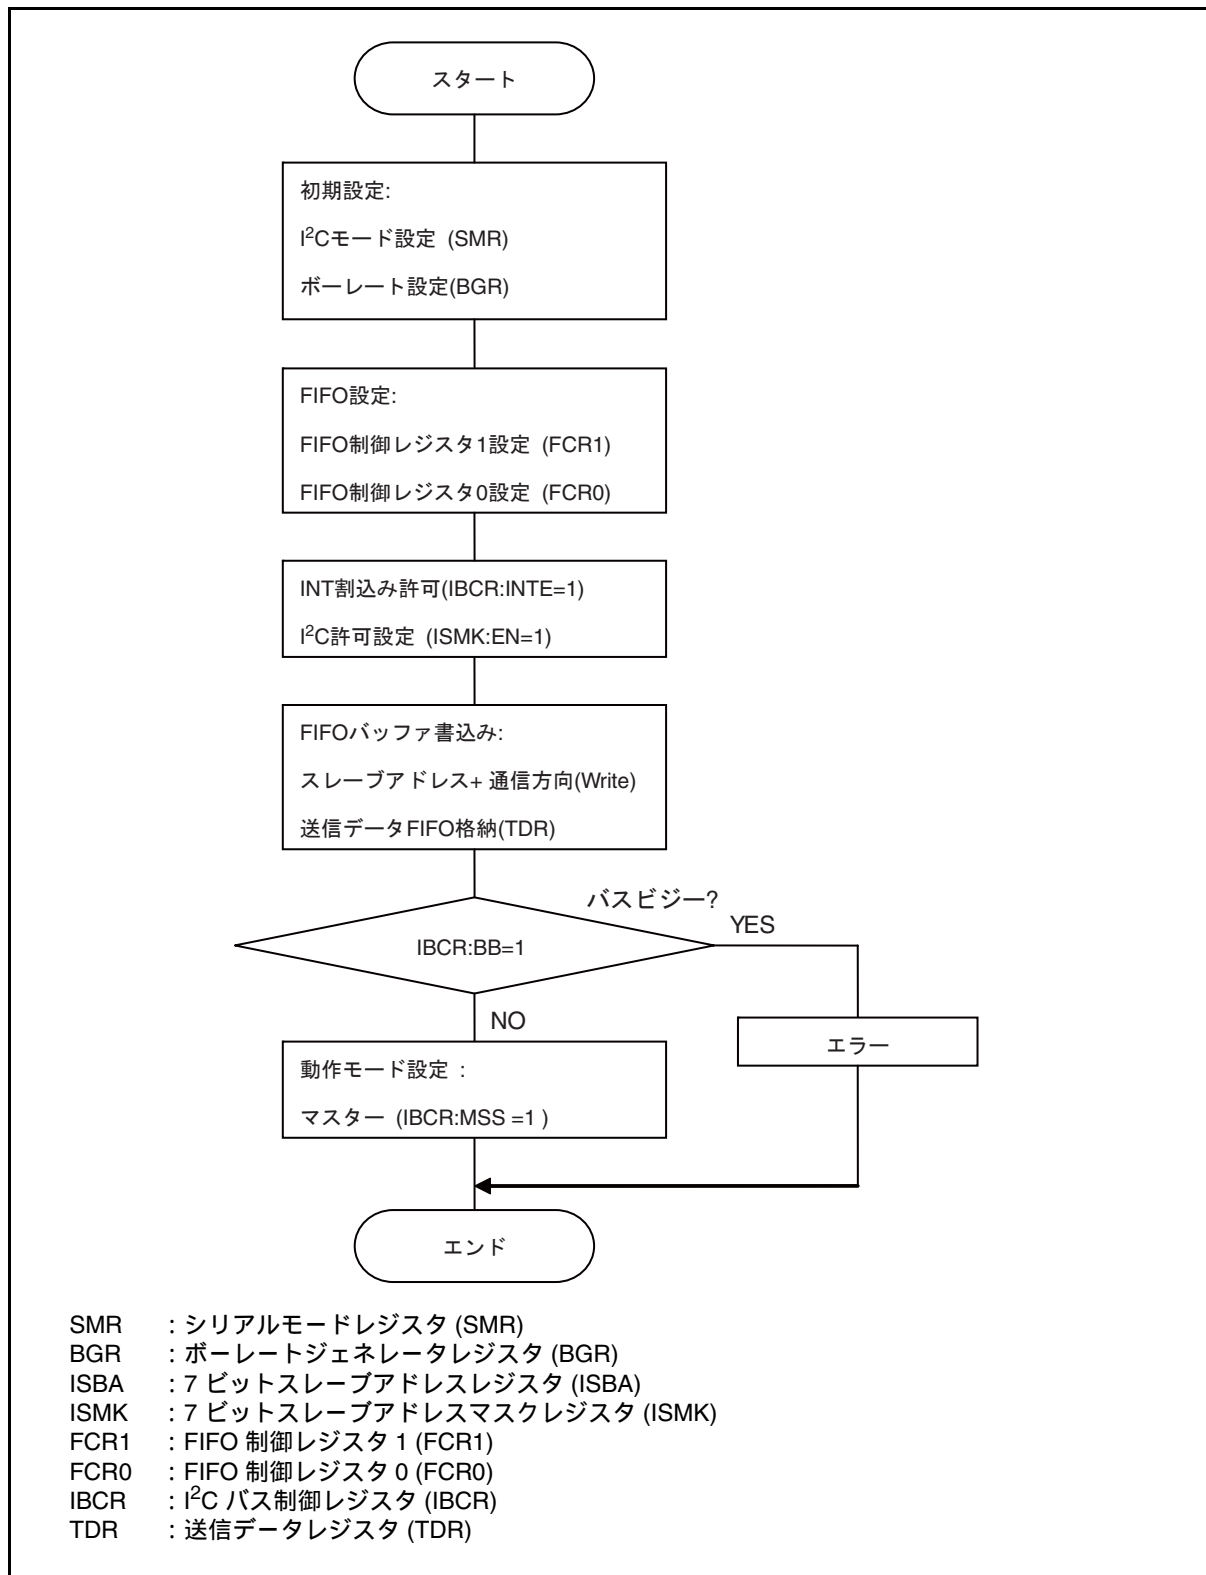 スタート
初期設定:
I²Cモード設定 (SMR)
ボーレート設定(BGR)
FIFO設定:
FIFO制御レジスタ1設定 (FCR1)
FIFO制御レジスタ0設定 (FCR0)
INT割込み許可(IBCR:INTE=1)
I²C許可設定 (ISMK:EN=1)
FIFOバッファ書込み:
スレーブアドレス+ 通信方向(Write)
送信データFIFO格納(TDR)
バスビジー?
YES
IBCR:BB=1
NO
エラー
動作モード設定 :
マスター (IBCR:MSS =1 )
エンド
SMR : シリアルモードレジスタ (SMR)
BGR : ボーレートジェネレータレジスタ (BGR)
ISBA : 7 ビットスレーブアドレスレジスタ (ISBA)
ISMK : 7 ビットスレーブアドレスマスクレジスタ (ISMK)
FCR1 : FIFO 制御レジスタ 1 (FCR1)
FCR0 : FIFO 制御レジスタ 0 (FCR0)
IBCR : I²C バス制御レジスタ (IBCR)
TDR : 送信データレジスタ (TDR)